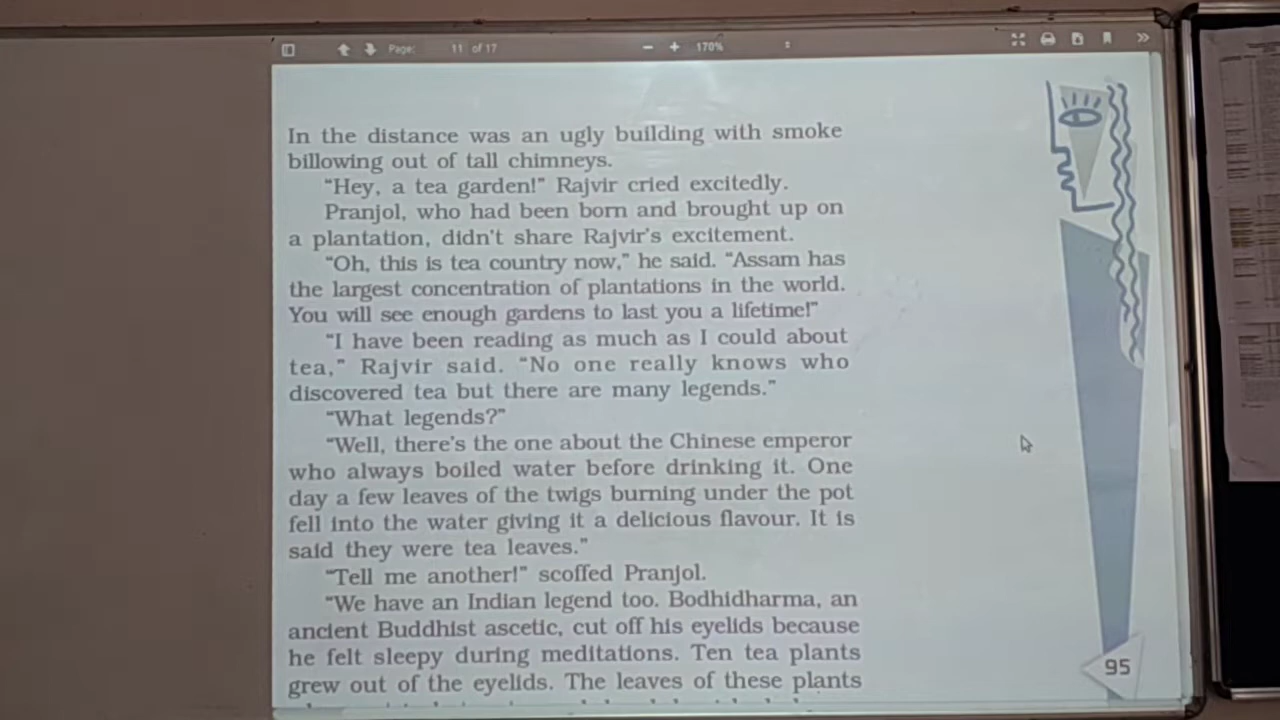 Page: 11 of 17 − + 170%
In the distance was an ugly building with smoke
billowing out of tall chimneys.
“Hey, a tea garden!” Rajvir cried excitedly.
Pranjol, who had been born and brought up on
a plantation, didn't share Rajvir's excitement.
“Oh, this is tea country now,” he said. “Assam has
the largest concentration of plantations in the world.
You will see enough gardens to last you a lifetime!”
“I have been reading as much as I could about
tea,” Rajvir said. “No one really knows who
discovered tea but there are many legends.”
“What legends?”
“Well, there's the one about the Chinese emperor
who always boiled water before drinking it. One
day a few leaves of the twigs burning under the pot
fell into the water giving it a delicious flavour. It is
said they were tea leaves.”
“Tell me another!” scoffed Pranjol.
“We have an Indian legend too. Bodhidharma, an
ancient Buddhist ascetic, cut off his eyelids because
he felt sleepy during meditations. Ten tea plants
grew out of the eyelids. The leaves of these plants
95